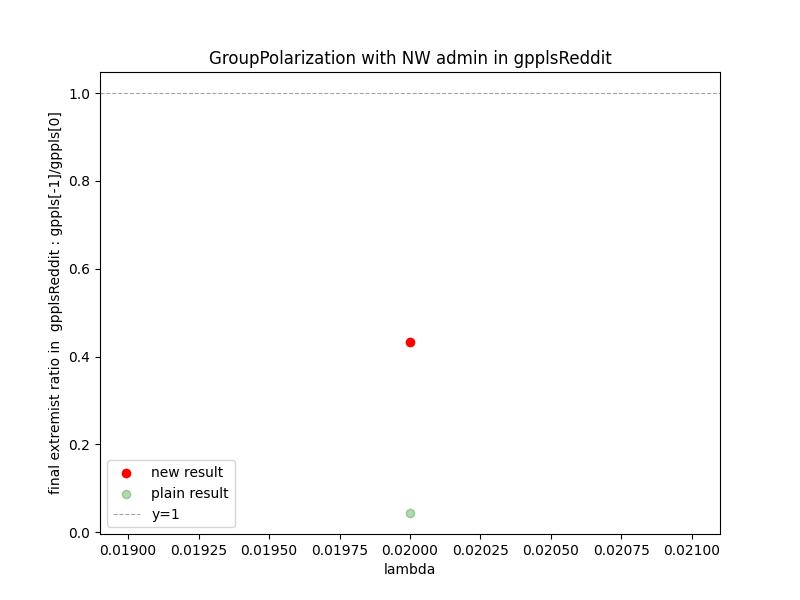 GroupPolarization with NW admin in gpplsReddit
final extremist ratio in  gpplsReddit : gppls[-1]/gppls[0]
1.0
0.8
0.6
0.4
0.2
0.0
new result
plain result
y=1
0.01900 0.01925 0.01950 0.01975 0.02000 0.02025 0.02050 0.02075 0.02100
lambda